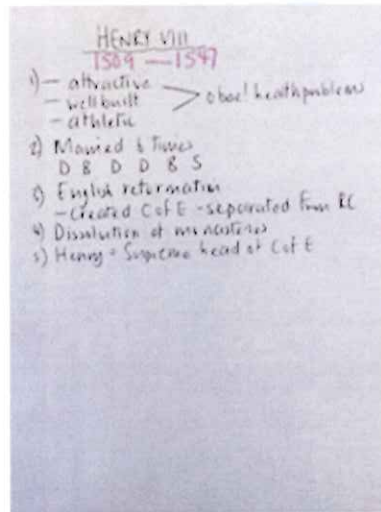 HENRY VIII
1509 — 1547
1) – attractive
– well built
– athletic
> obese! health problems
2) Married 6 times
D B D D B S
3) English reformation
– Created C of E – separated from RC
4) Dissolution of monasteries
5) Henry = Supreme head of C of E